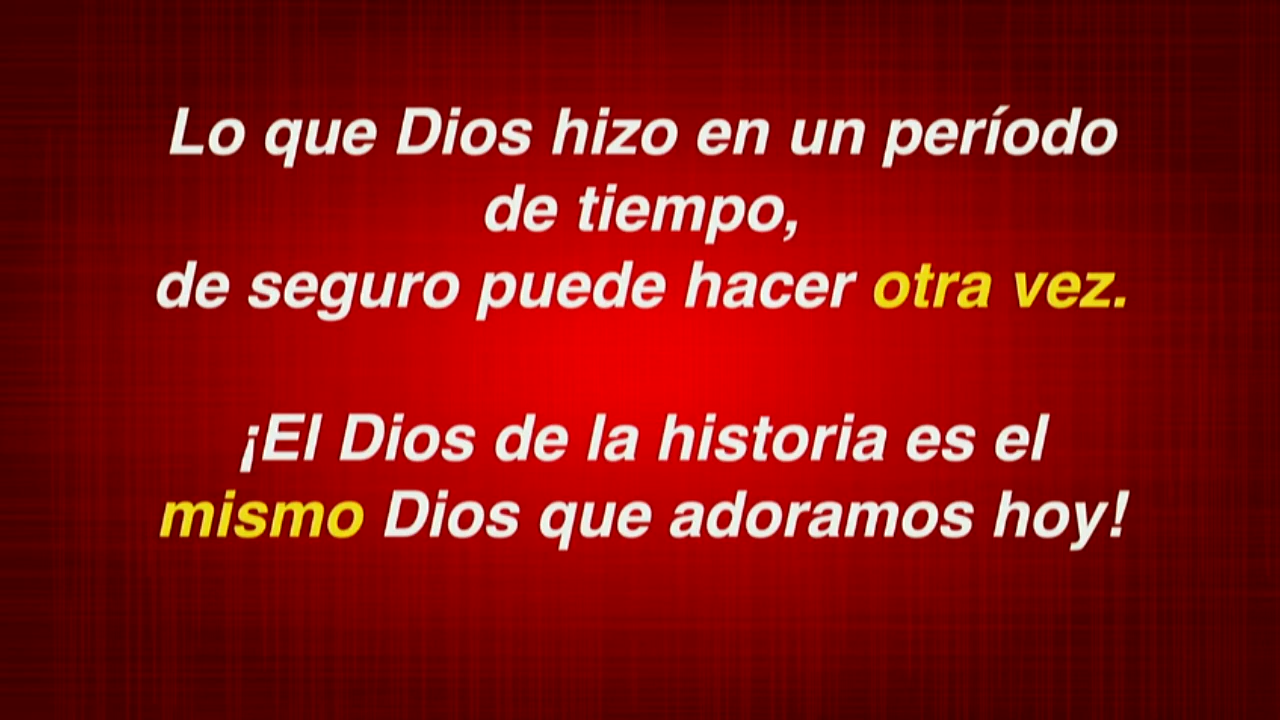 Lo que Dios hizo en un período
de tiempo,
de seguro puede hacer otra vez.
¡El Dios de la historia es el
mismo Dios que adoramos hoy!